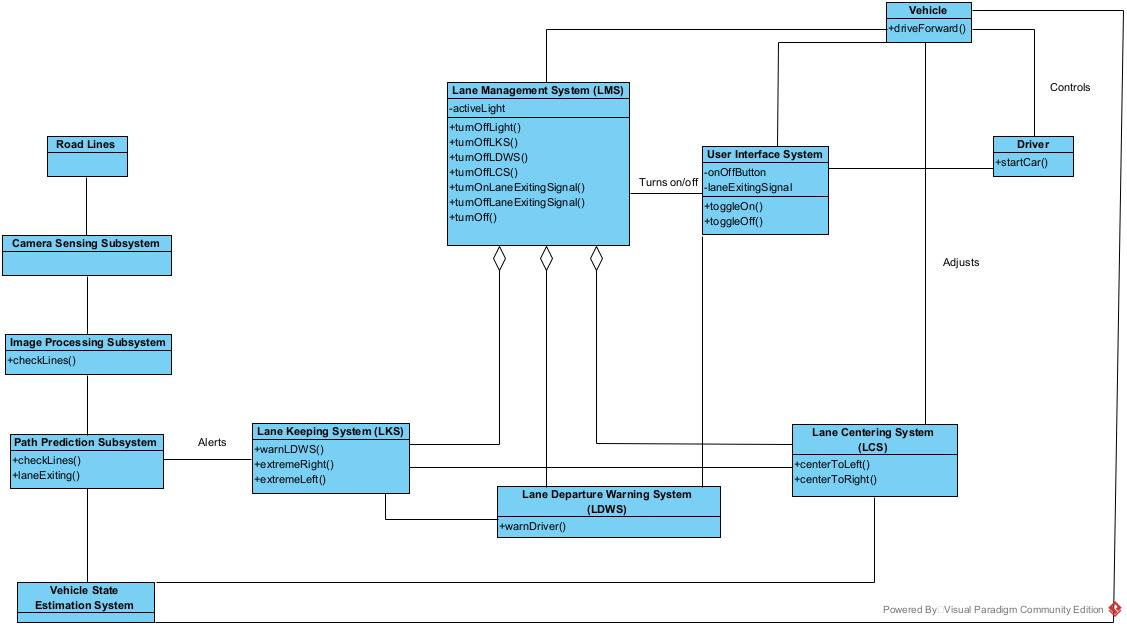 Vehicle
+driveForward()
Controls
Lane Management System (LMS)
-activeLight
+turnOffLight()
+turnOffLKS()
+turnOffLDWS()
+turnOffLCS()
+turnOnLaneExitingSignal()
+turnOffLaneExitingSignal()
+turnOff()
Turns on/off
User Interface System
-onOffButton
-laneExitingSignal
+toggleOn()
+toggleOff()
Driver
+startCar()
Adjusts
Road Lines
Camera Sensing Subsystem
Image Processing Subsystem
+checkLines()
Path Prediction Subsystem
+checkLines()
+laneExiting()
Alerts
Lane Keeping System (LKS)
+warnLDWS()
+extremeRight()
+extremeLeft()
Lane Departure Warning System
(LDWS)
+warnDriver()
Lane Centering System
(LCS)
+centerToLeft()
+centerToRight()
Vehicle State
Estimation System
Powered By Visual Paradigm Community Edition